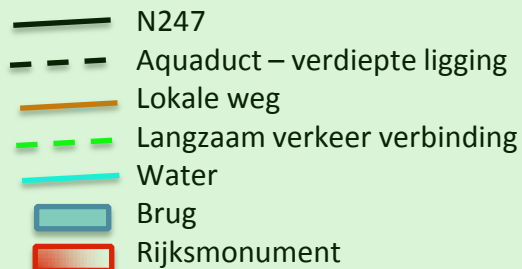 N247
Aquaduct – verdiepte ligging
Lokale weg
Langzaam verkeer verbinding
Water
Brug
Rijksmonument